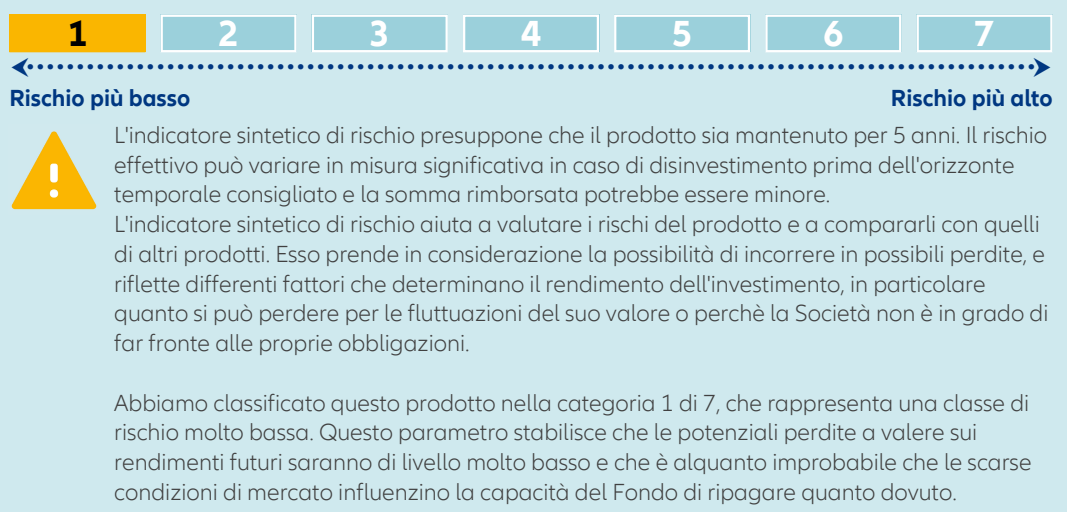 1 2 3 4 5 6 7
Rischio più basso Rischio più alto
L'indicatore sintetico di rischio presuppone che il prodotto sia mantenuto per 5 anni. Il rischio
effettivo può variare in misura significativa in caso di disinvestimento prima dell'orizzonte
temporale consigliato e la somma rimborsata potrebbe essere minore.
L'indicatore sintetico di rischio aiuta a valutare i rischi del prodotto e a compararli con quelli
di altri prodotti. Esso prende in considerazione la possibilità di incorrere in possibili perdite, e
riflette differenti fattori che determinano il rendimento dell'investimento, in particolare
quanto si può perdere per le fluttuazioni del suo valore o perchè la Società non è in grado di
far fronte alle proprie obbligazioni.
Abbiamo classificato questo prodotto nella categoria 1 di 7, che rappresenta una classe di
rischio molto bassa. Questo parametro stabilisce che le potenziali perdite a valere sui
rendimenti futuri saranno di livello molto basso e che è alquanto improbabile che le scarse
condizioni di mercato influenzino la capacità del Fondo di ripagare quanto dovuto.